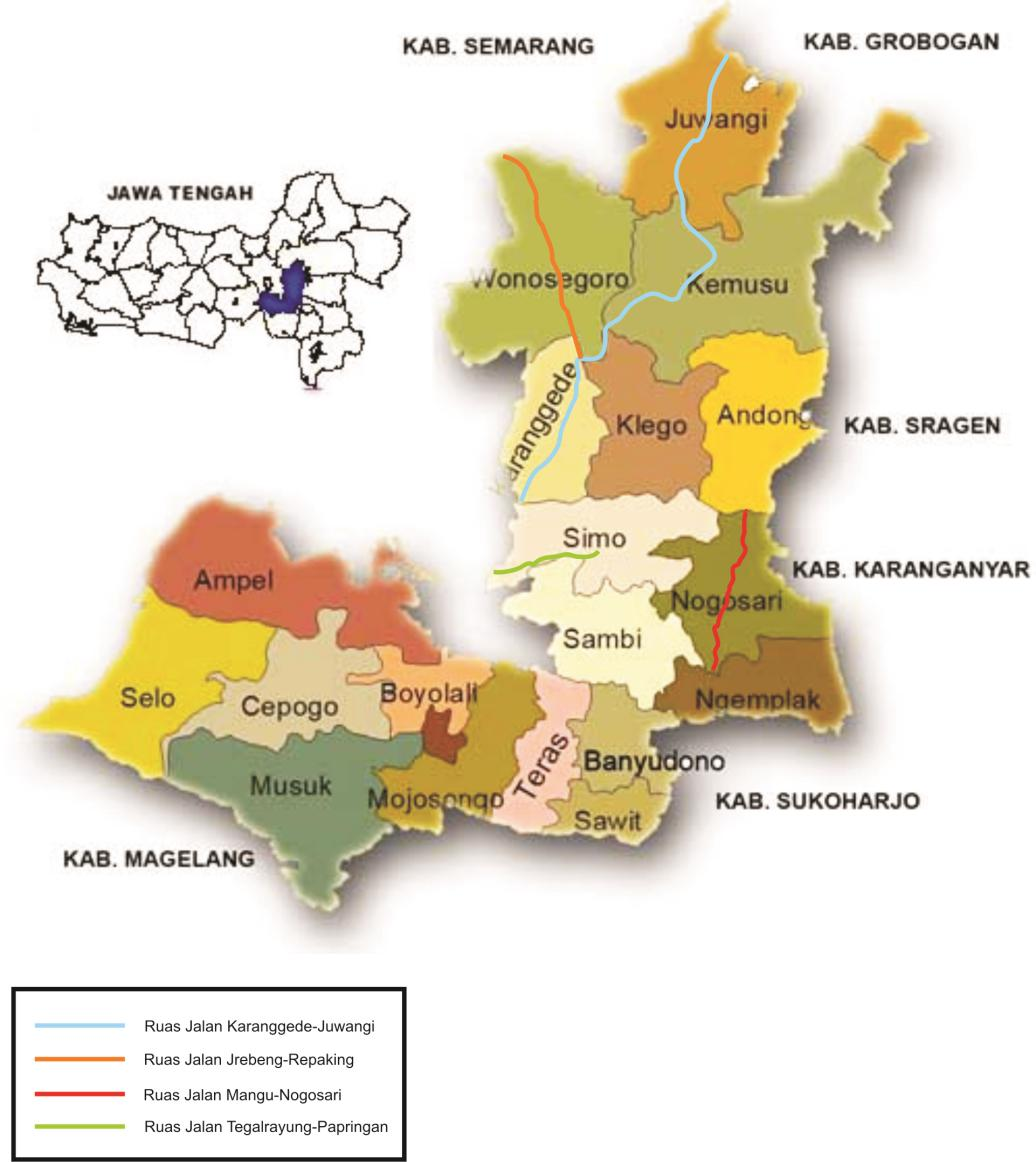 KAB. SEMARANG
KAB. GROBOGAN
Juwangi
JAWA TENGAH
Wonosegoro
Kemusu
Karanggede
Klego
Andong
KAB. SRAGEN
Simo
KAB. KARANGANYAR
Ampel
Nogosari
Sambi
Selo
Cepogo
Boyolali
Ngemplak
Teras
Banyudono
Musuk
Mojosongo
Sawit
KAB. SUKOHARJO
KAB. MAGELANG
Ruas Jalan Karanggede-Juwangi
Ruas Jalan Jrebeng-Repaking
Ruas Jalan Mangu-Nogosari
Ruas Jalan Tegalrayung-Papringan